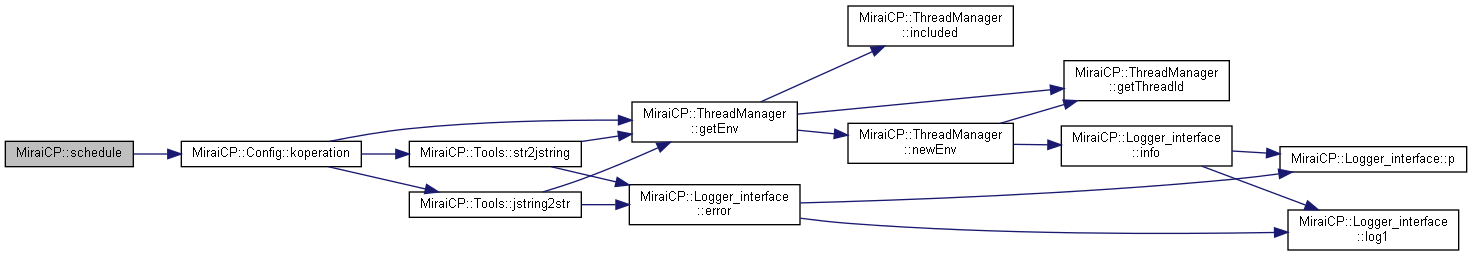 MiraiCP::schedule
MiraiCP::Config::koperation
MiraiCP::Tools::str2jstring
MiraiCP::Tools::jstring2str
MiraiCP::ThreadManager
::getEnv
MiraiCP::Logger_interface
::error
MiraiCP::ThreadManager
::included
MiraiCP::ThreadManager
::newEnv
MiraiCP::ThreadManager
::getThreadId
MiraiCP::Logger_interface
::info
MiraiCP::Logger_interface::p
MiraiCP::Logger_interface
::log1